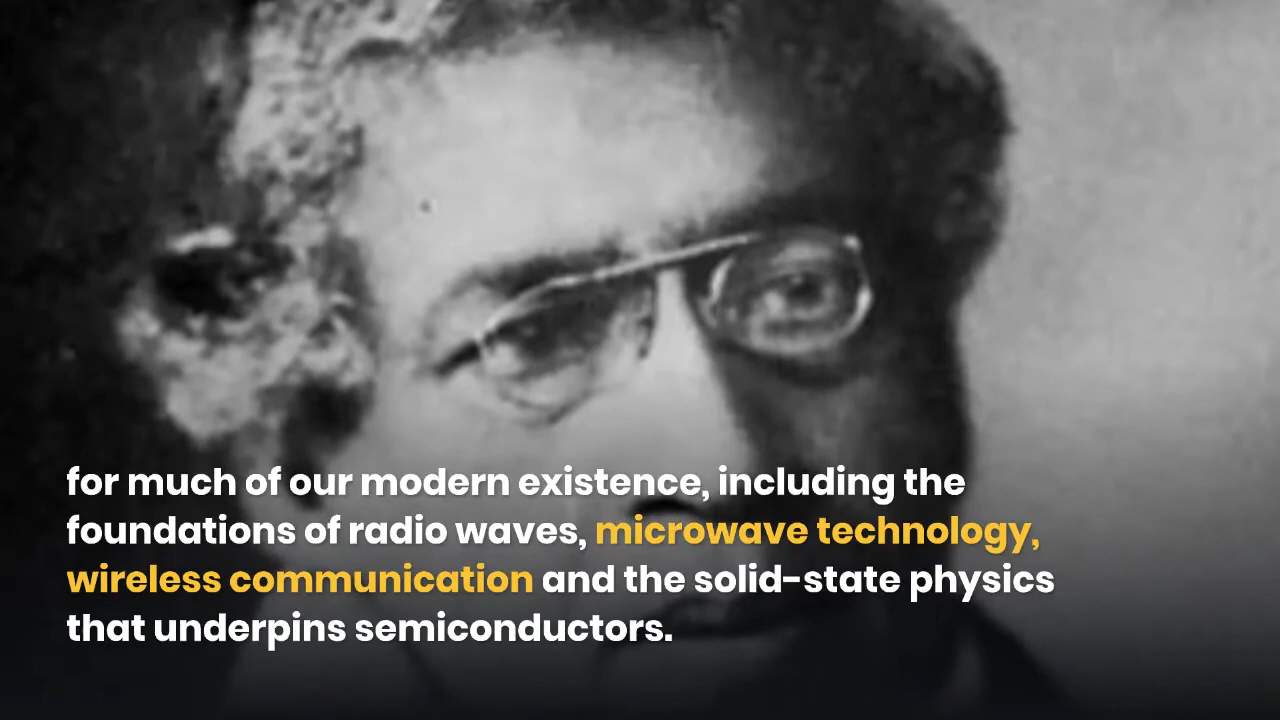 for much of our modern existence, including the
foundations of radio waves, microwave technology,
wireless communication and the solid-state physics
that underpins semiconductors.